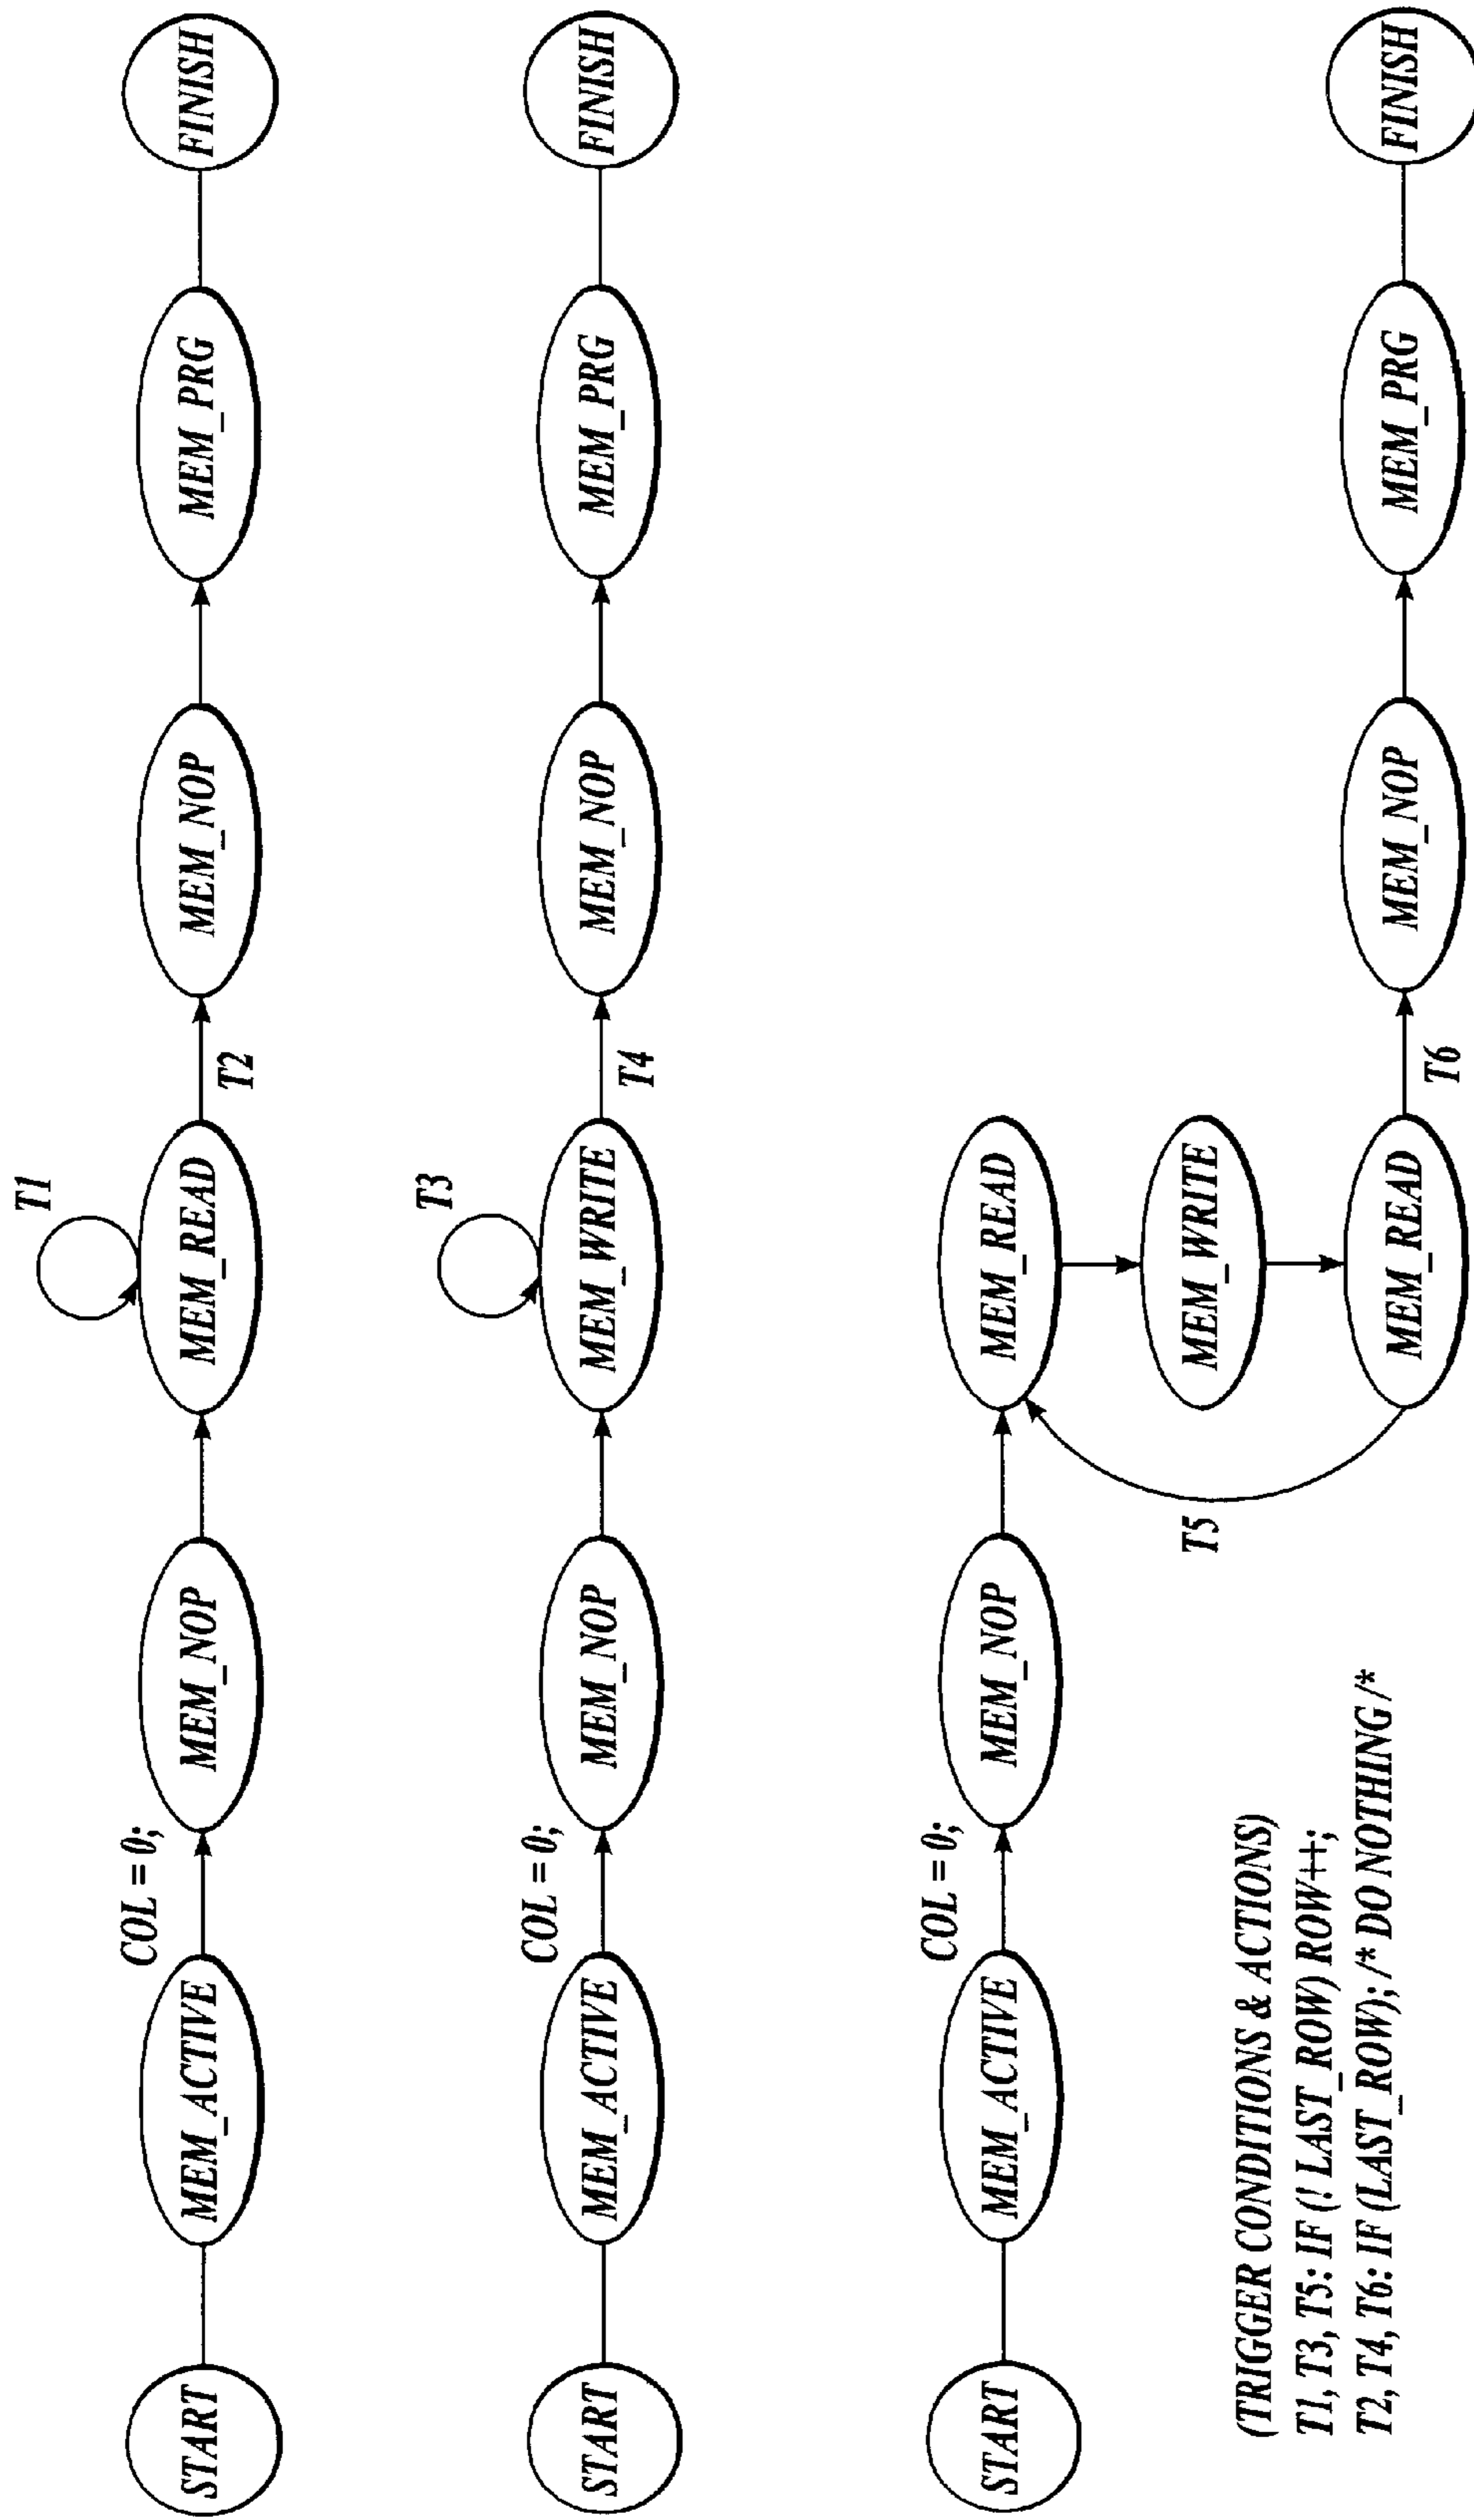 T1
COL = 0;
START
MEM_ACTIVE
MEM_NOP
MEM_READ
T2
MEM_NOP
MEM_PRG
FINISH
T3
COL = 0;
START
MEM_ACTIVE
MEM_NOP
MEM_WRITE
T4
MEM_NOP
MEM_PRG
FINISH
COL = 0;
START
MEM_ACTIVE
MEM_NOP
MEM_READ
T5
MEM_WRITE
MEM_READ
T6
MEM_NOP
MEM_PRG
FINISH
(TRIGGER CONDITIONS & ACTIONS)
T1, T3, T5: IF (! LAST_ROW) ROW++;
T2, T4, T6: IF (LAST_ROW); /* DO NOTHING /*